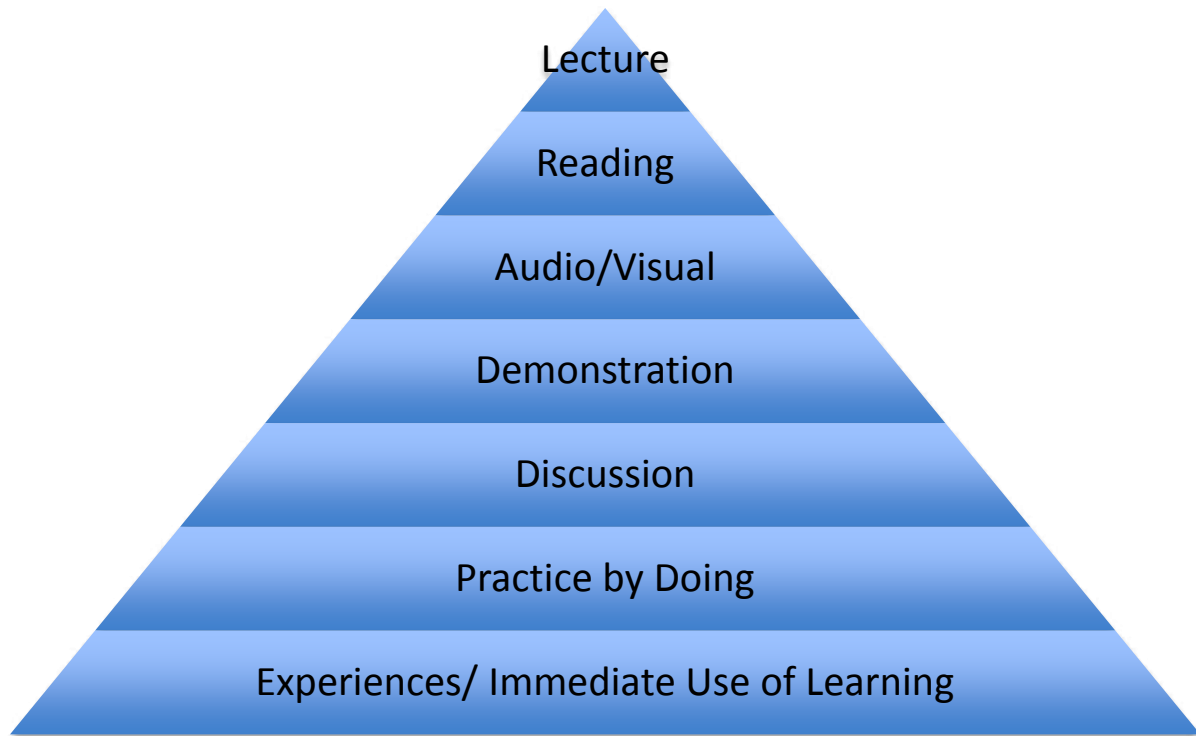 Lecture
Reading
Audio/Visual
Demonstration
Discussion
Practice by Doing
Experiences/ Immediate Use of Learning